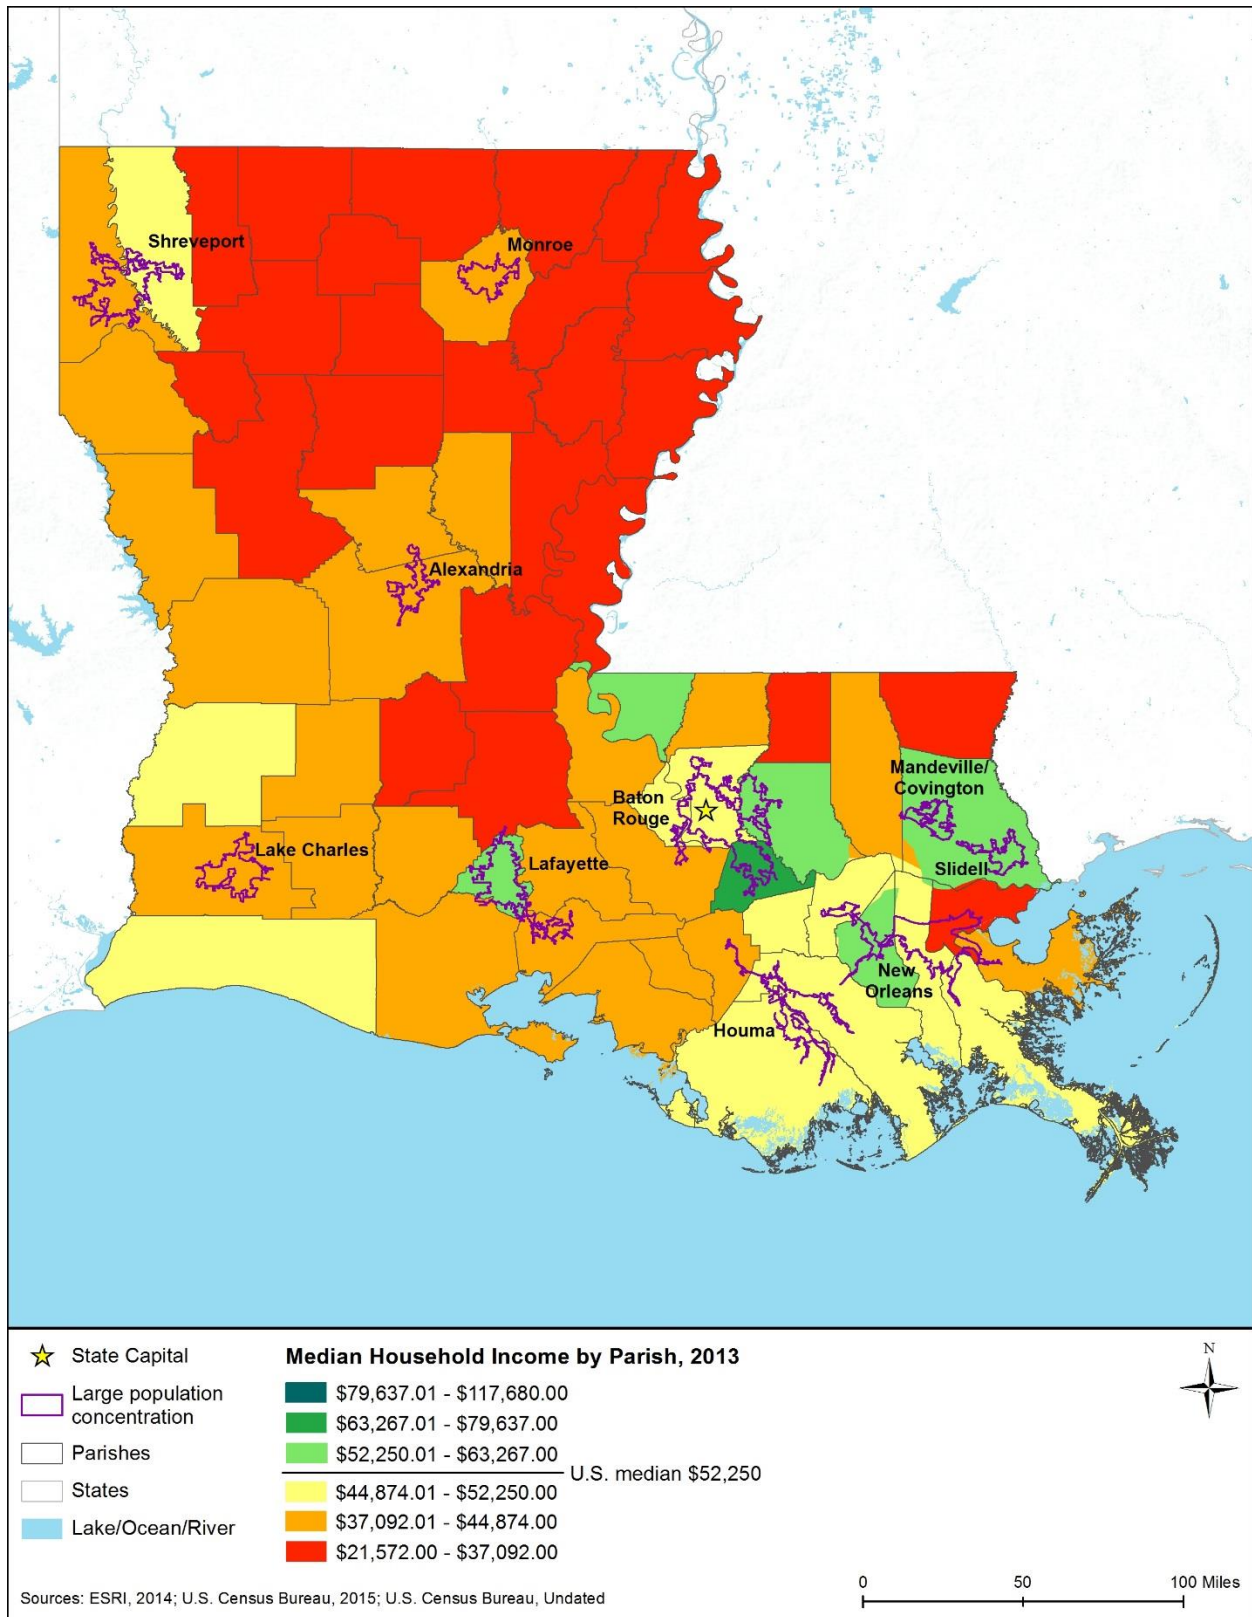 Shreveport
Monroe
Alexandria
Mandeville/
Covington
Baton
Rouge
Lake Charles
Lafayette
Slidell
New
Orleans
Houma
State Capital
Large population
concentration
Parishes
States
Lake/Ocean/River
Median Household Income by Parish, 2013
$79,637.01 - $117,680.00
$63,267.01 - $79,637.00
$52,250.01 - $63,267.00
U.S. median $52,250
$44,874.01 - $52,250.00
$37,092.01 - $44,874.00
$21,572.00 - $37,092.00
N
Sources: ESRI, 2014; U.S. Census Bureau, 2015; U.S. Census Bureau, Undated
0 50 100 Miles